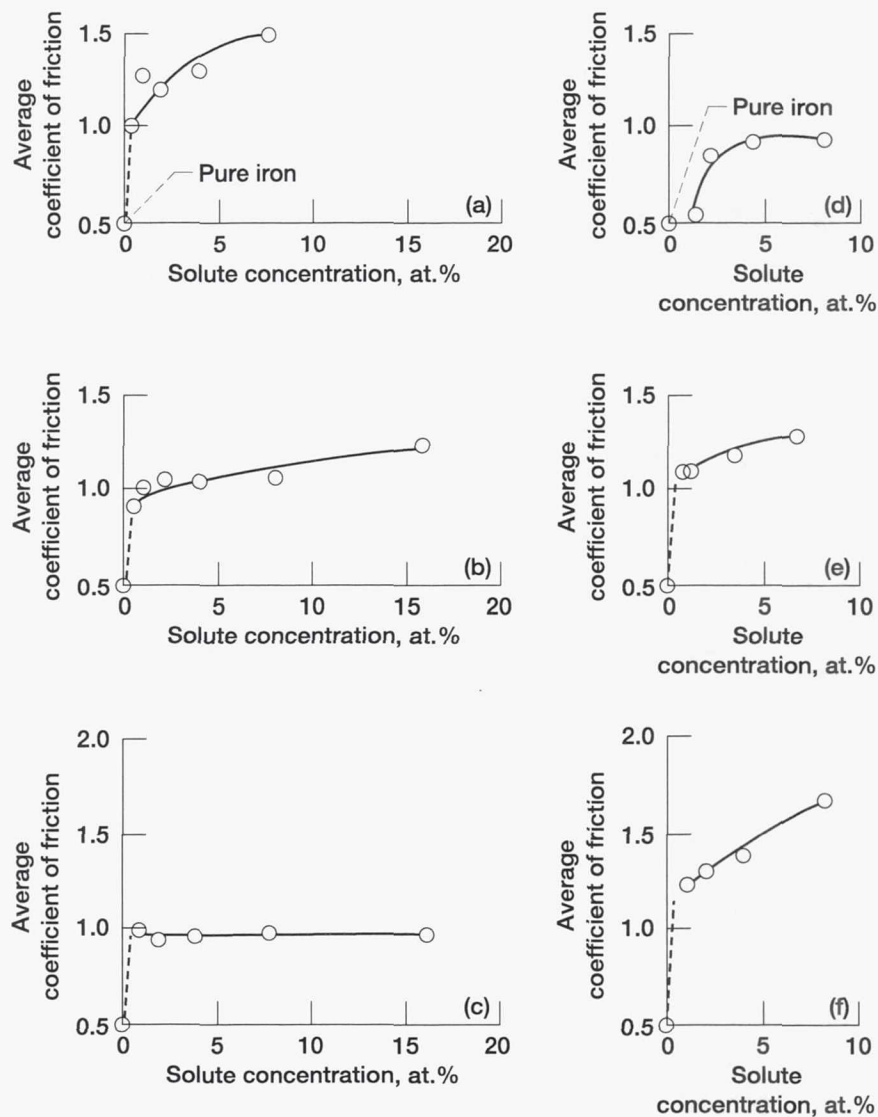 Average
coefficient of friction
1.5
1.0
0.5
Pure iron
(a)
0 5 10 15 20
Solute concentration, at.%
Average
coefficient of friction
1.5
1.0
0.5
Pure iron
(d)
0 5 10
Solute
concentration, at.%
Average
coefficient of friction
1.5
1.0
0.5
(b)
0 5 10 15 20
Solute concentration, at.%
Average
coefficient of friction
1.5
1.0
0.5
(e)
0 5 10
Solute
concentration, at.%
Average
coefficient of friction
2.0
1.5
1.0
0.5
(c)
0 5 10 15 20
Solute concentration, at.%
Average
coefficient of friction
2.0
1.5
1.0
0.5
(f)
0 5 10
Solute
concentration, at.%